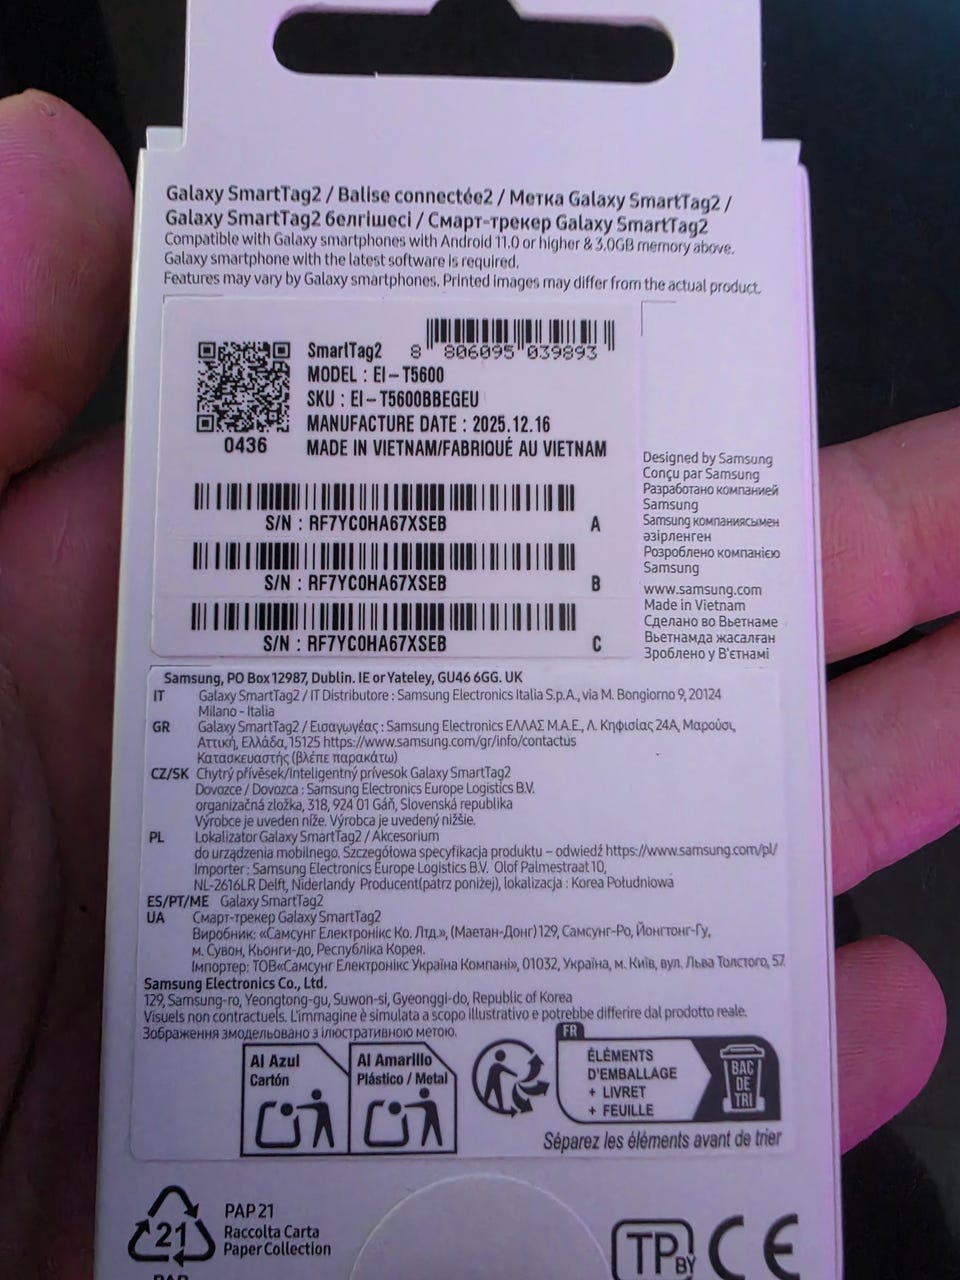 Galaxy SmartTag2 / Balise connectée2 / Метка Galaxy SmartTag2 /
Galaxy SmartTag2 белгішесі / Смарт-трекер Galaxy SmartTag2
Compatible with Galaxy smartphones with Android 11.0 or higher & 3.0GB memory above.
Galaxy smartphone with the latest software is required.
Features may vary by Galaxy smartphones. Printed images may differ from the actual product.
8 806095 039893
SmartTag2
MODEL : EI-T5600
SKU : EI-T5600BBEGEU
MANUFACTURE DATE : 2025.12.16
MADE IN VIETNAM/FABRIQUÉ AU VIETNAM
0436
S/N : RF7YC0HA67XSEB A
S/N : RF7YC0HA67XSEB B
S/N : RF7YC0HA67XSEB C
Designed by Samsung
Conçu par Samsung
Разработано компанией
Samsung
Samsung компаниясымен
әзірленген
Розроблено компанією
Samsung
www.samsung.com
Made in Vietnam
Сделано во Вьетнаме
Вьетнамда жасалған
Зроблено у В'єтнамі
Samsung, PO Box 12987, Dublin. IE or Yateley, GU46 6GG. UK
IT Galaxy SmartTag2 / IT Distributore : Samsung Electronics Italia S.p.A., via M. Bongiorno 9, 20124
Milano - Italia
GR Galaxy SmartTag2 / Εισαγωγέας : Samsung Electronics ΕΛΛΑΣ Μ.Α.Ε., Λ. Κηφισίας 24Α, Μαρούσι,
Αττική, Ελλάδα, 15125 https://www.samsung.com/gr/info/contactus
Κατασκευαστής (βλέπε παρακάτω)
CZ/SK Chytrý přívěsek/Inteligentný prívesok Galaxy SmartTag2
Dovozce / Dovozca : Samsung Electronics Europe Logistics B.V.
organizačná zložka, 318, 924 01 Gáň, Slovenská republika
Výrobce je uveden níže. Výrobca je uvedený nižšie.
PL Lokalizator Galaxy SmartTag2 / Akcesorium
do urządzenia mobilnego. Szczegółowa specyfikacja produktu – odwiedź https://www.samsung.com/pl/
Importer : Samsung Electronics Europe Logistics B.V. Olof Palmestraat 10,
NL-2616LR Delft, Niderlandy Producent(patrz poniżej), lokalizacja : Korea Południowa
ES/PT/ME Galaxy SmartTag2
UA Смарт-трекер Galaxy SmartTag2
Виробник: «Самсунг Електронікс Ко. Лтд.», (Маетан-Донг) 129, Самсунг-Ро, Йонгтонг-Гу,
м. Сувон, Кьонги-до, Республіка Корея.
Імпортер: ТОВ«Самсунг Електронікс Україна Компані», 01032, Україна, м. Київ, вул. Льва Толстого, 57.
Samsung Electronics Co., Ltd.
129, Samsung-ro, Yeongtong-gu, Suwon-si, Gyeonggi-do, Republic of Korea
Visuels non contractuels. L'immagine è simulata a scopo illustrativo e potrebbe differire dal prodotto reale.
Зображення змодельовано з ілюстративною метою.
Al Azul
Cartón
Al Amarillo
Plástico / Metal
FR
ÉLÉMENTS
D'EMBALLAGE
+ LIVRET
+ FEUILLE
BAC
DE
TRI
Séparez les éléments avant de trier
21
PAP
PAP 21
Raccolta Carta
Paper Collection
TP BY
CE